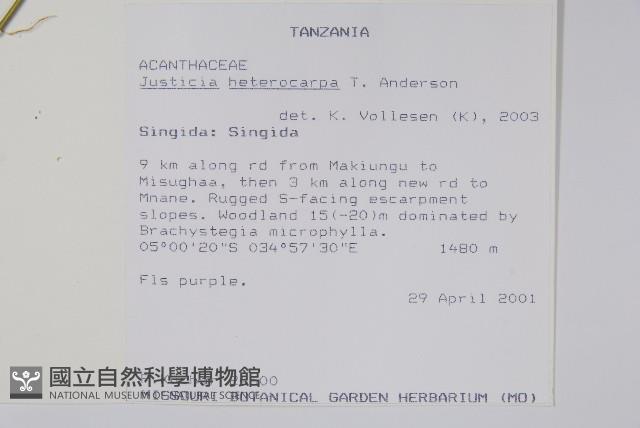 TANZANIA
ACANTHACEAE
Justicia heterocarpa T. Anderson
det. K. Vollesen (K), 2003
Singida: Singida
9 km along rd from Makiungu to
Misughaa, then 3 km along new rd to
Mnane. Rugged S-facing escarpment
slopes. Woodland 15(-20)m dominated by
Brachystegia microphylla.
05°00'20"S 034°57'30"E 1480 m
Fls purple.
29 April 2001
國立自然科學博物館
NATIONAL MUSEUM OF NATURAL SCIENCE
MISSOURI BOTANICAL GARDEN HERBARIUM (MO)